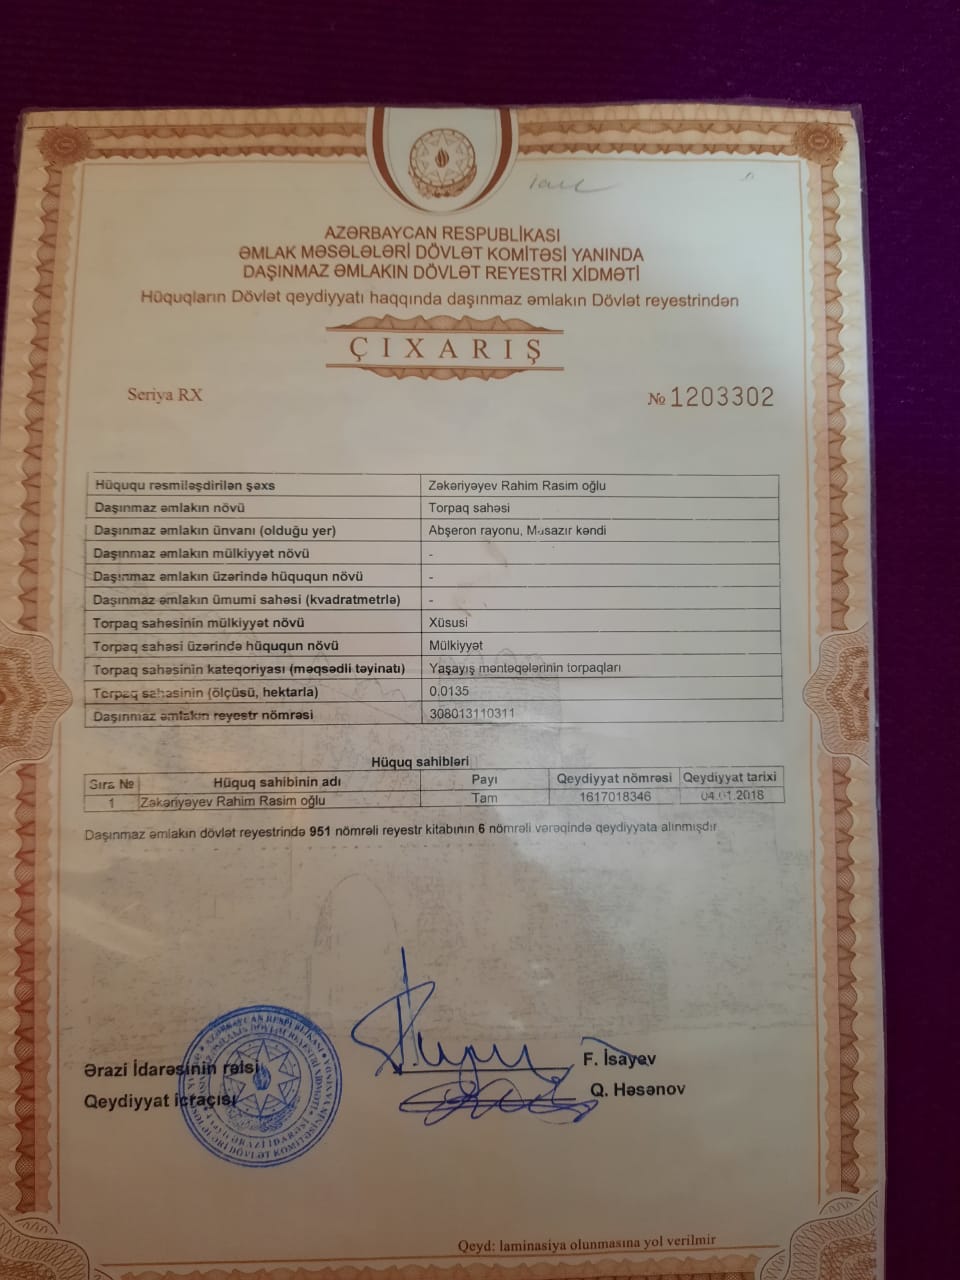 AZƏRBAYCAN RESPUBLİKASI
ƏMLAK MƏSƏLƏLƏRİ DÖVLƏT KOMİTƏSİ YANINDA
DAŞINMAZ ƏMLAKIN DÖVLƏT REYESTRİ XİDMƏTİ
Hüquqların Dövlət qeydiyyatı haqqında daşınmaz əmlakın Dövlət reyestrindən
ÇIXARIŞ
Seriya RX № 1203302
Hüququ rəsmiləşdirilən şəxs Zəkəriyəyev Rahim Rasim oğlu
Daşınmaz əmlakın növü Torpaq sahəsi
Daşınmaz əmlakın ünvanı (olduğu yer) Abşeron rayonu, Masazır kəndi
Daşınmaz əmlakın mülkiyyət növü -
Daşınmaz əmlakın üzərində hüququn növü -
Daşınmaz əmlakın ümumi sahəsi (kvadratmetrlə) -
Torpaq sahəsinin mülkiyyət növü Xüsusi
Torpaq sahəsi üzərində hüququn növü Mülkiyyət
Torpaq sahəsinin kateqoriyası (məqsədli təyinatı) Yaşayış məntəqələrinin torpaqları
Torpaq sahəsinin (ölçüsü, hektarla) 0,0135
Daşınmaz əmlakın reyestr nömrəsi 308013110311
Hüquq sahibləri
Sıra № Hüquq sahibinin adı Payı Qeydiyyat nömrəsi Qeydiyyat tarixi
1 Zəkəriyəyev Rahim Rasim oğlu Tam 1617018346 04.01.2018
Daşınmaz əmlakın dövlət reyestrində 951 nömrəli reyestr kitabının 6 nömrəli vərəqində qeydiyyata alınmışdır
Ərazi İdarəsinin rəisi F. İsayev
Qeydiyyat icraçısı Q. Həsənov
Qeyd: laminasiya olunmasına yol verilmir